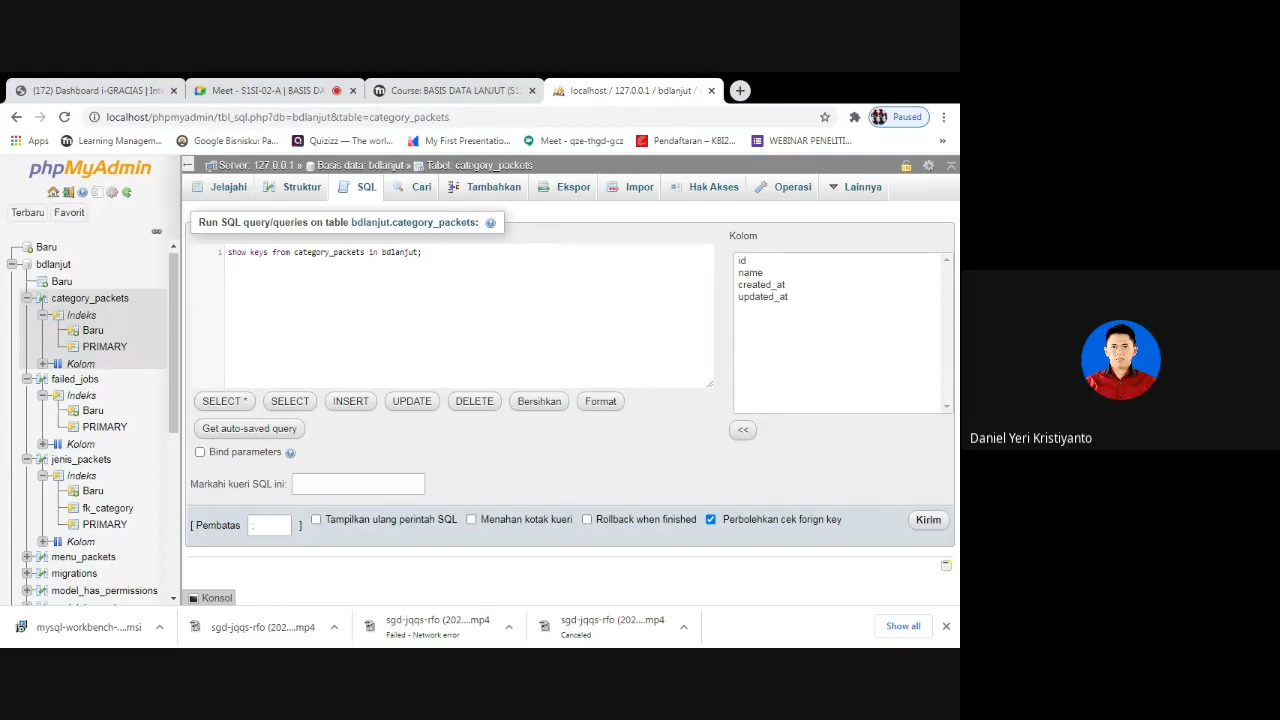 (172) Dashboard i-GRACIAS | Int
Meet - S1SI-02-A | BASIS DA
Course: BASIS DATA LANJUT (S1
localhost / 127.0.0.1 / bdlanjut /
localhost/phpmyadmin/tbl_sql.php?db=bdlanjut&table=category_packets
Paused
Apps
Learning Managem...
Google Bisnisku: Pa...
Quizizz — The worl...
My First Presentatio...
Meet - qze-thgd-gcz
Pendaftaran – KBI2...
WEBINAR PENELITI...
»
phpMyAdmin
Terbaru
Favorit
Baru
bdlanjut
Baru
category_packets
Indeks
Baru
PRIMARY
Kolom
failed_jobs
Indeks
Baru
PRIMARY
Kolom
jenis_packets
Indeks
Baru
fk_category
PRIMARY
Kolom
menu_packets
migrations
model_has_permissions
Server: 127.0.0.1 » Basis data: bdlanjut » Tabel: category_packets
Jelajahi
Struktur
SQL
Cari
Tambahkan
Ekspor
Impor
Hak Akses
Operasi
Lainnya
Run SQL query/queries on table bdlanjut.category_packets:
1 show keys from category_packets in bdlanjut;
Kolom
id
name
created_at
updated_at
SELECT *
SELECT
INSERT
UPDATE
DELETE
Bersihkan
Format
<<
Get auto-saved query
Bind parameters
Markahi kueri SQL ini:
[ Pembatas ; ]
Tampilkan ulang perintah SQL
Menahan kotak kueri
Rollback when finished
Perbolehkan cek forign key
Kirim
Konsol
mysql-workbench-....msi
sgd-jqqs-rfo (202....mp4
sgd-jqqs-rfo (202....mp4
Failed - Network error
sgd-jqqs-rfo (202....mp4
Canceled
Show all
Daniel Yeri Kristiyanto